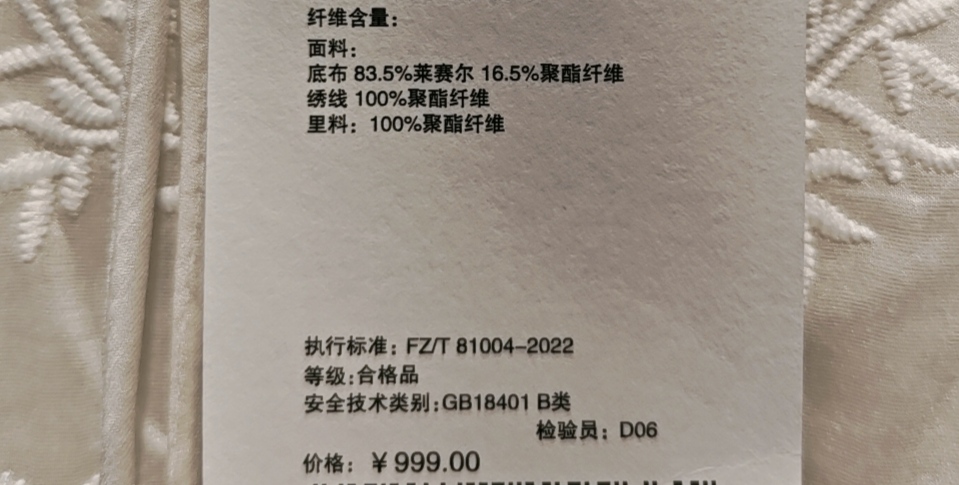 纤维含量：
面料：
底布 83.5%莱赛尔 16.5%聚酯纤维
绣线 100%聚酯纤维
里料：100%聚酯纤维
执行标准：FZ/T 81004-2022
等级:合格品
安全技术类别:GB18401 B类
检验员：D06
价格：￥999.00